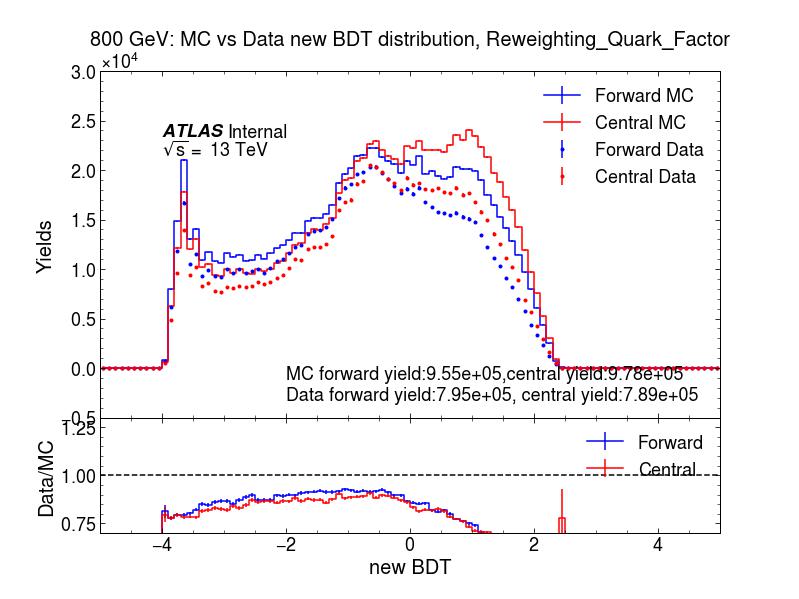 800 GeV: MC vs Data new BDT distribution, Reweighting_Quark_Factor
×10⁴
3.0
2.5
2.0
1.5
1.0
0.5
0.0
0.5
Yields
ATLAS Internal
√s = 13 TeV
Forward MC
Central MC
Forward Data
Central Data
MC forward yield:9.55e+05,central yield:9.78e+05
Data forward yield:7.95e+05, central yield:7.89e+05
1.25
1.00
0.75
Data/MC
Forward
Central
−4 −2 0 2 4
new BDT